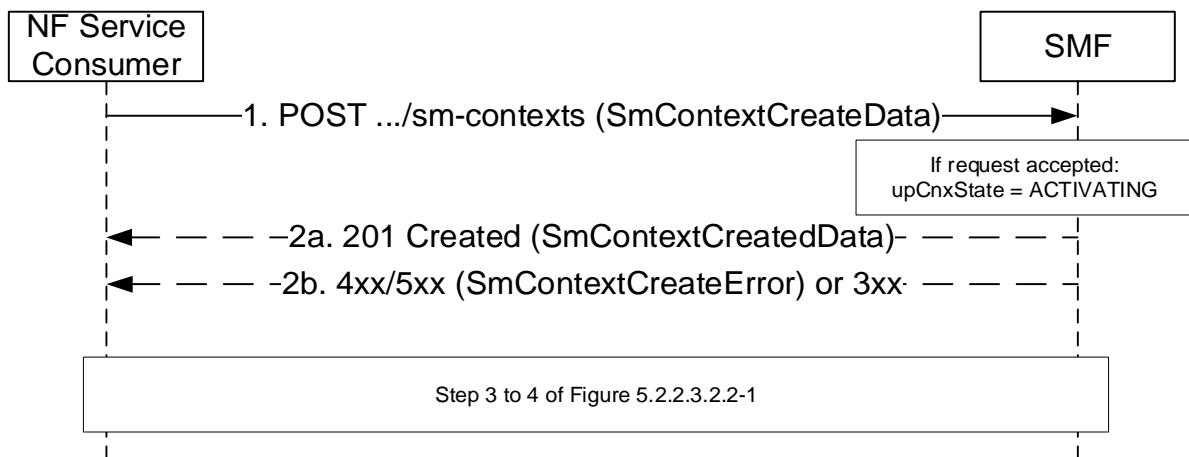 NF Service
Consumer
SMF
1. POST .../sm-contexts (SmContextCreateData)
If request accepted:
upCnxState = ACTIVATING
2a. 201 Created (SmContextCreatedData)
2b. 4xx/5xx (SmContextCreateError) or 3xx
Step 3 to 4 of Figure 5.2.2.3.2.2-1